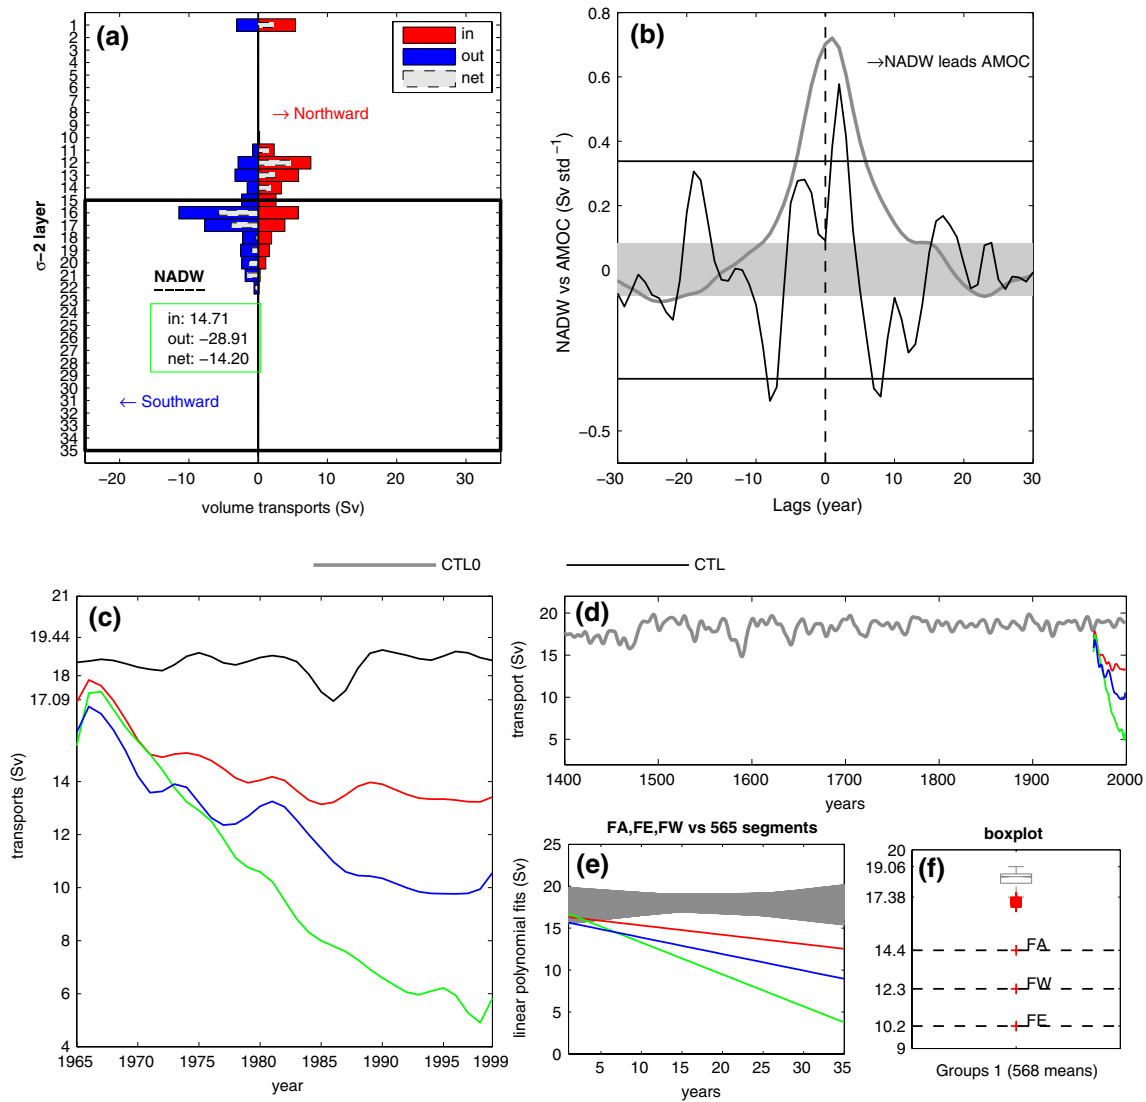 (a)
in
out
net
→ Northward
1
2
3
4
5
6
7
8
9
10
11
12
13
14
15
16
17
18
19
20
21
22
23
24
25
26
27
28
29
30
31
32
33
34
35
σ−2 layer
NADW
in: 14.71
out: −28.91
net: −14.20
← Southward
−20 −10 0 10 20 30
volume transports (Sv)
(b)
→NADW leads AMOC
0.8
0.6
0.4
0.2
0
−0.5
NADW vs AMOC (Sv std −1)
−30 −20 −10 0 10 20 30
Lags (year)
CTL0
CTL
(c)
21
19.44
18
17.09
14
12
10
8
6
4
transports (Sv)
1965 1970 1975 1980 1985 1990 1995 1999
year
(d)
20
15
10
5
transport (Sv)
1400 1500 1600 1700 1800 1900 2000
years
FA,FE,FW vs 565 segments
(e)
25
20
15
10
5
0
linear polynomial fits (Sv)
5 10 15 20 25 30 35
years
boxplot
(f)
20
19.06
17.38
14.4
12.3
10.2
9
FA
FW
FE
Groups 1 (568 means)